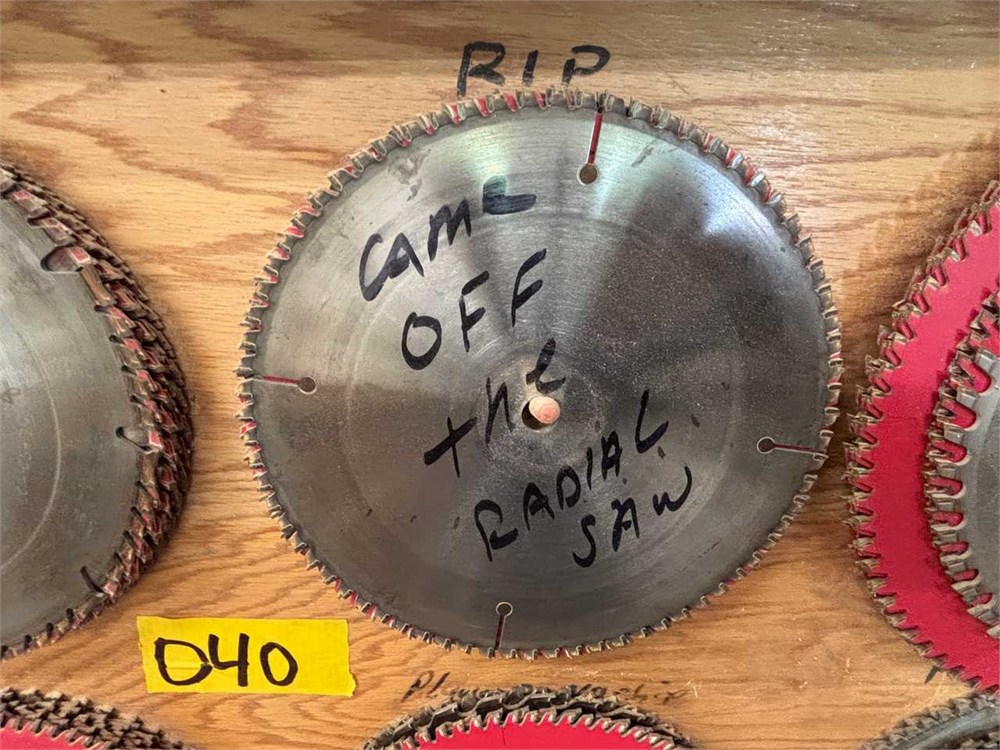 RIP
CAME
OFF
the
RADIAL
SAW
040